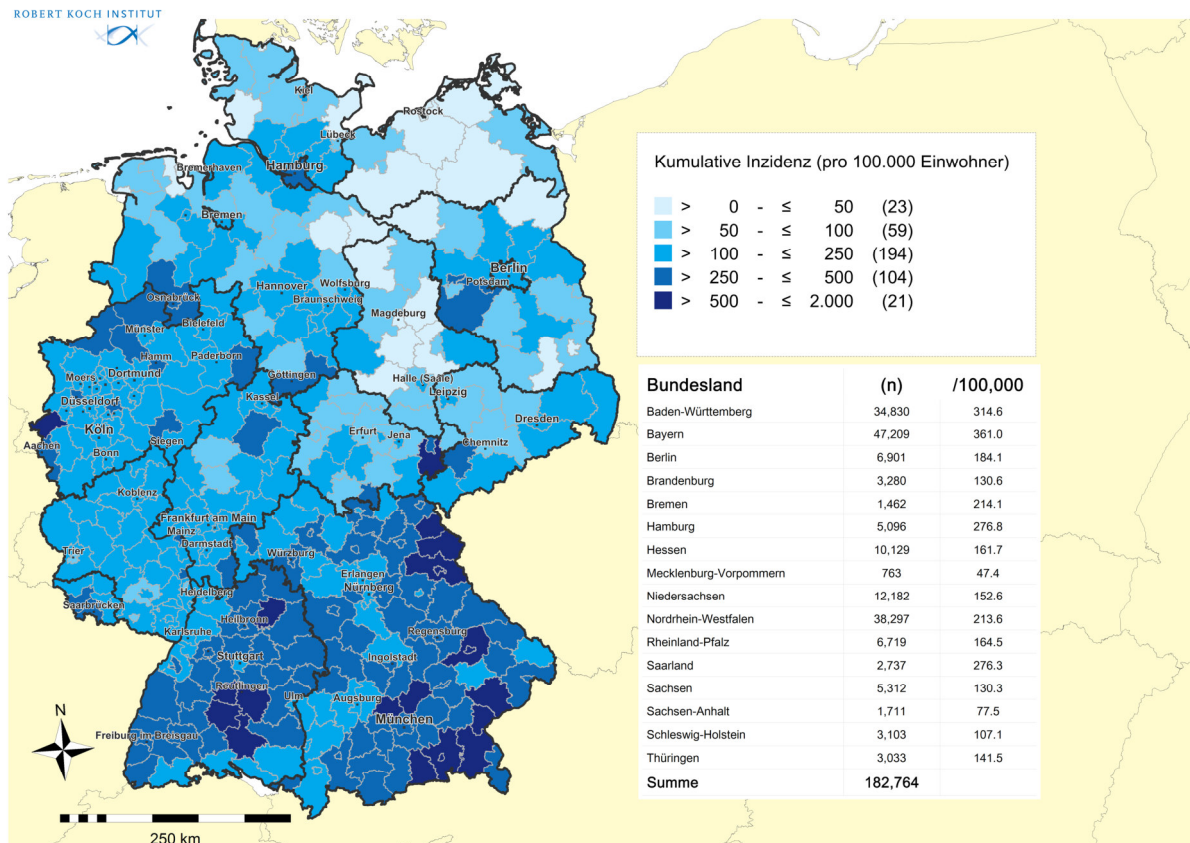 ROBERT KOCH INSTITUT
Kiel
Rostock
Lübeck
Hamburg
Bremerhaven
Bremen
Berlin
Potsdam
Hannover
Wolfsburg
Braunschweig
Osnabrück
Magdeburg
Münster
Bielefeld
Hamm
Paderborn
Göttingen
Moers
Dortmund
Halle (Saale)
Leipzig
Kassel
Düsseldorf
Dresden
Köln
Erfurt
Jena
Aachen
Siegen
Chemnitz
Bonn
Koblenz
Frankfurt am Main
Mainz
Darmstadt
Trier
Würzburg
Erlangen
Nürnberg
Heidelberg
Saarbrücken
Heilbronn
Karlsruhe
Regensburg
Stuttgart
Ingolstadt
Reutlingen
Ulm
Augsburg
München
Freiburg im Breisgau
N
250 km
Kumulative Inzidenz (pro 100.000 Einwohner)
> 0 - ≤ 50 (23)
> 50 - ≤ 100 (59)
> 100 - ≤ 250 (194)
> 250 - ≤ 500 (104)
> 500 - ≤ 2.000 (21)
Bundesland (n) /100,000
Baden-Württemberg 34,830 314.6
Bayern 47,209 361.0
Berlin 6,901 184.1
Brandenburg 3,280 130.6
Bremen 1,462 214.1
Hamburg 5,096 276.8
Hessen 10,129 161.7
Mecklenburg-Vorpommern 763 47.4
Niedersachsen 12,182 152.6
Nordrhein-Westfalen 38,297 213.6
Rheinland-Pfalz 6,719 164.5
Saarland 2,737 276.3
Sachsen 5,312 130.3
Sachsen-Anhalt 1,711 77.5
Schleswig-Holstein 3,103 107.1
Thüringen 3,033 141.5
Summe 182,764